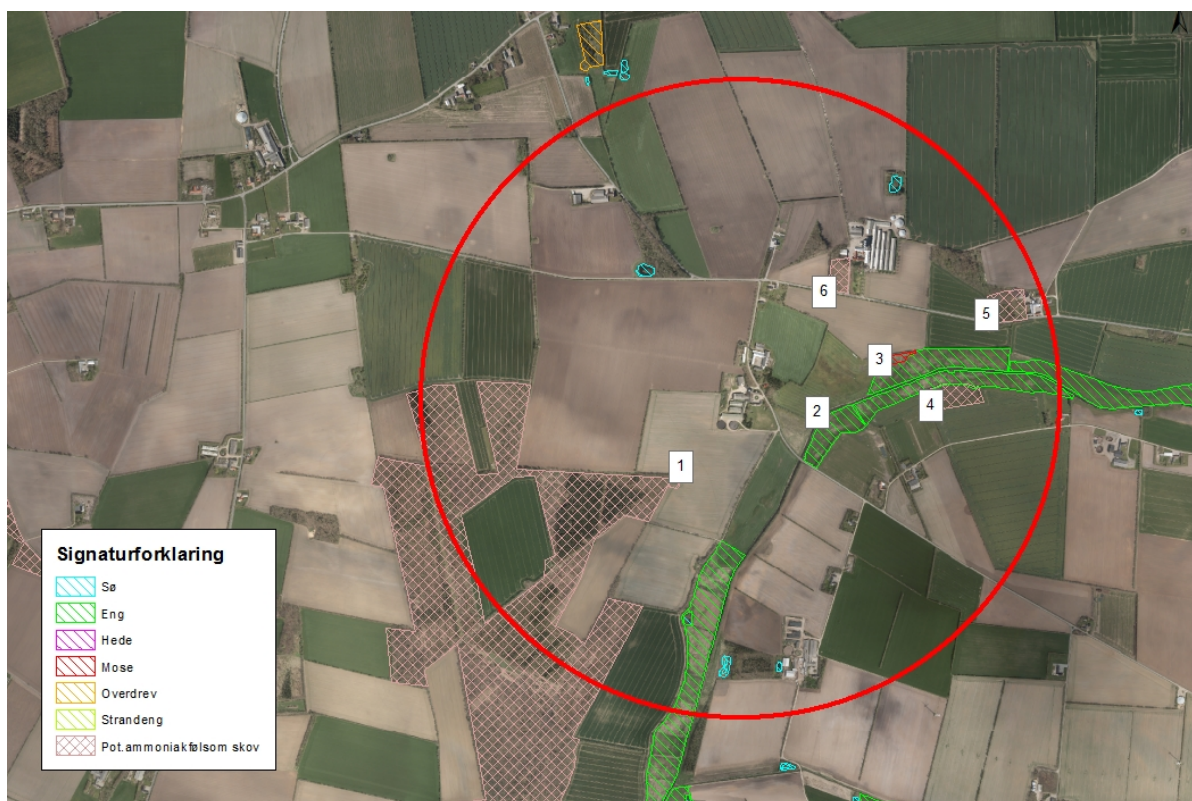 6
5
3
2
4
1
Signaturforklaring
Sø
Eng
Hede
Mose
Overdrev
Strandeng
Pot.ammoniakfølsom skov